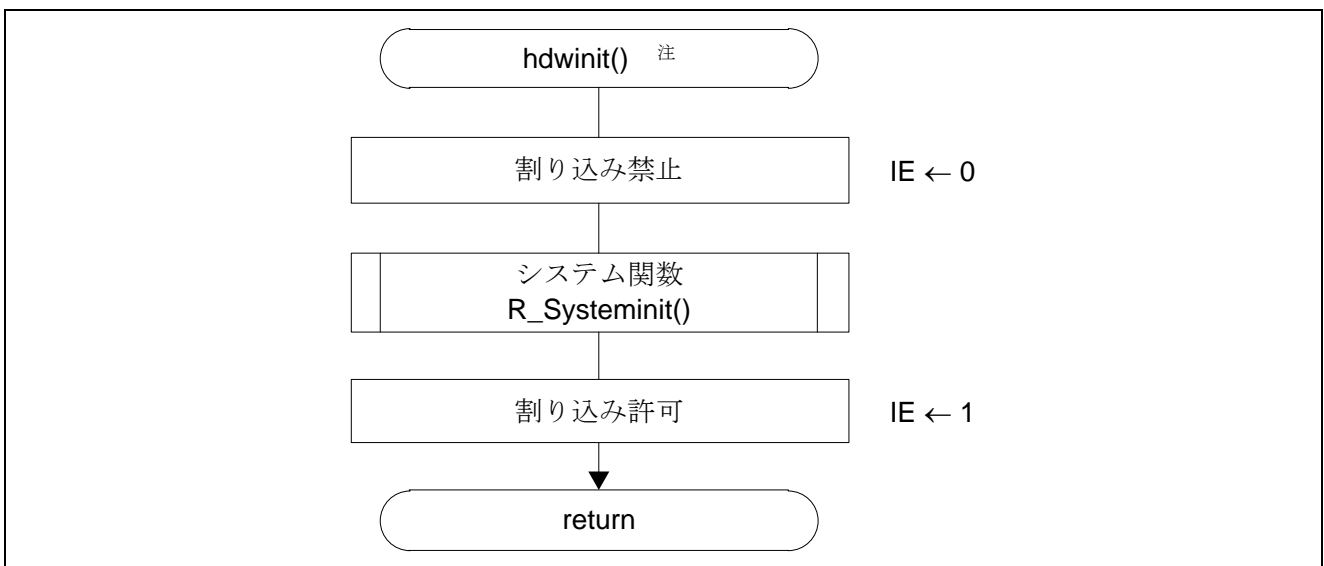 hdwinit() 注
割り込み禁止 IE ← 0
システム関数
R_Systeminit()
割り込み許可 IE ← 1
return